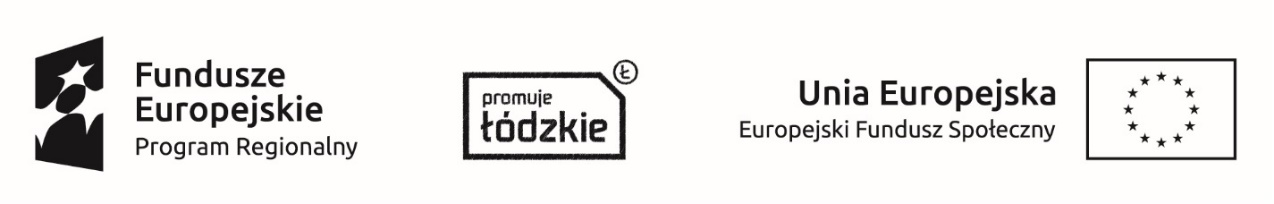 Fundusze
Europejskie
Program Regionalny
promuje
łódzkie
Ł
Unia Europejska
Europejski Fundusz Społeczny